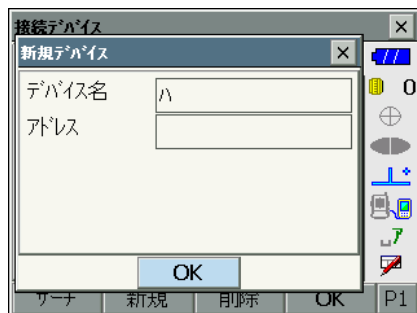 接続ﾃﾞﾊﾞｲｽ
新規ﾃﾞﾊﾞｲｽ
デバイス名 ハ
アドレス
0
ｱ
OK
サーチ 新規 削除 OK P1